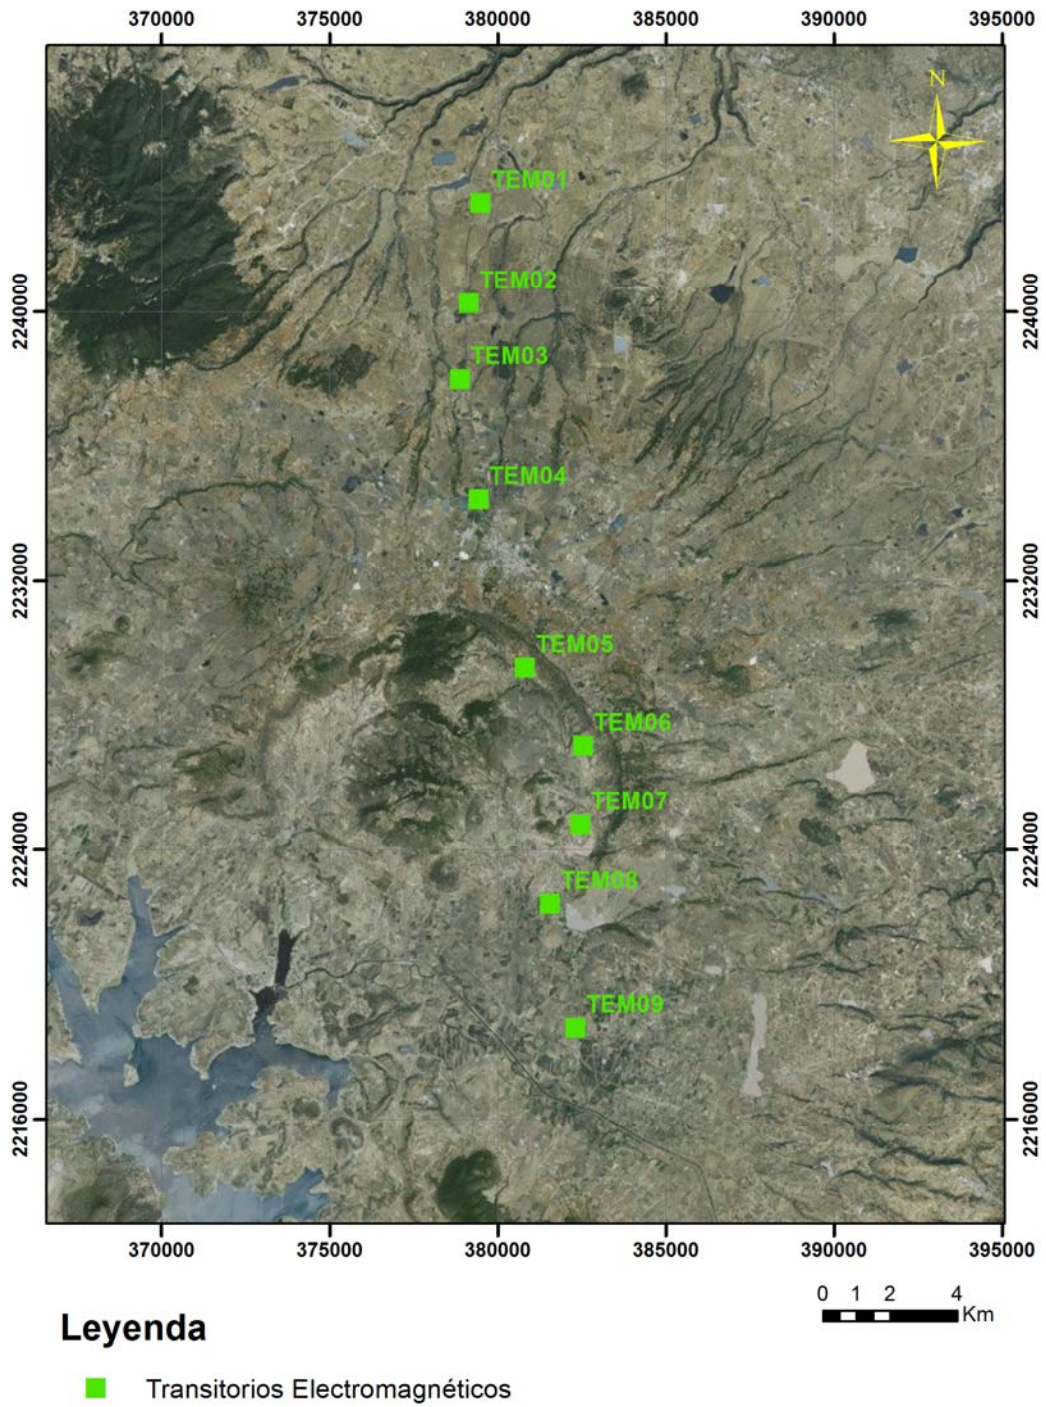 370000 375000 380000 385000 390000 395000
N
TEM01
TEM02
2240000 2240000
TEM03
TEM04
2232000 2232000
TEM05
TEM06
TEM07
2224000 2224000
TEM08
TEM09
2216000 2216000
370000 375000 380000 385000 390000 395000
0 1 2 4
Km
Leyenda
Transitorios Electromagnéticos